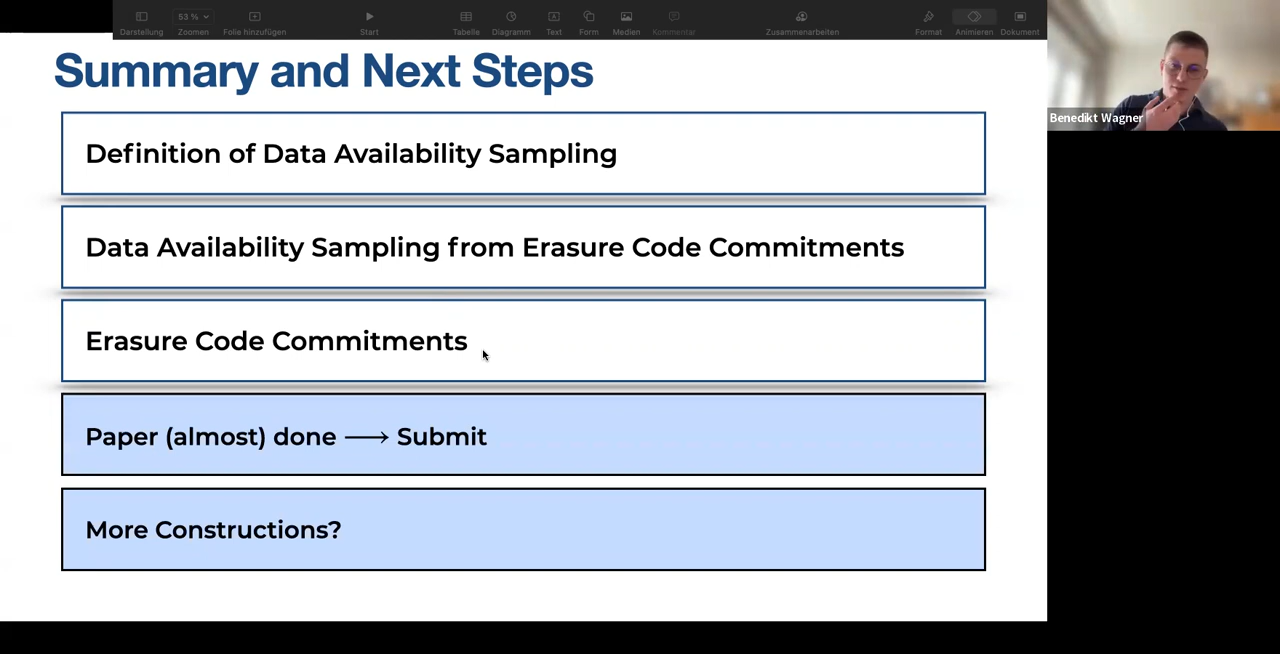 53 %
Darstellung Zoomen Folie hinzufügen Start Tabelle Diagramm Text Form Medien Kommentar Zusammenarbeiten Format Animieren Dokument
Summary and Next Steps
Benedikt Wagner
Definition of Data Availability Sampling
Data Availability Sampling from Erasure Code Commitments
Erasure Code Commitments
Paper (almost) done ⟶ Submit
More Constructions?